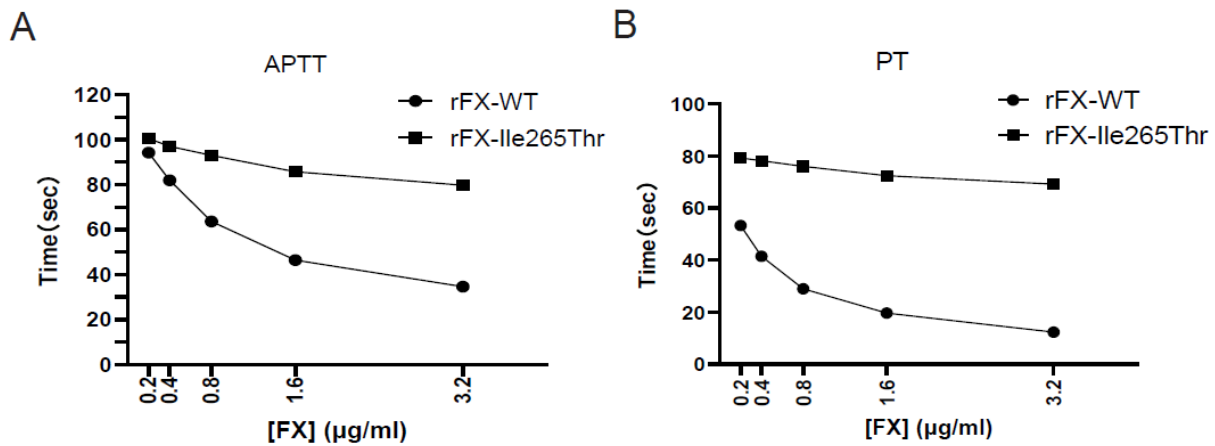 A
APTT
rFX-WT
rFX-Ile265Thr
Time(sec)
120
100
80
60
40
20
0
0.2
0.4
0.8
1.6
3.2
[FX] (μg/ml)
B
PT
rFX-WT
rFX-Ile265Thr
Time(sec)
100
80
60
40
20
0
0.2
0.4
0.8
1.6
3.2
[FX] (μg/ml)